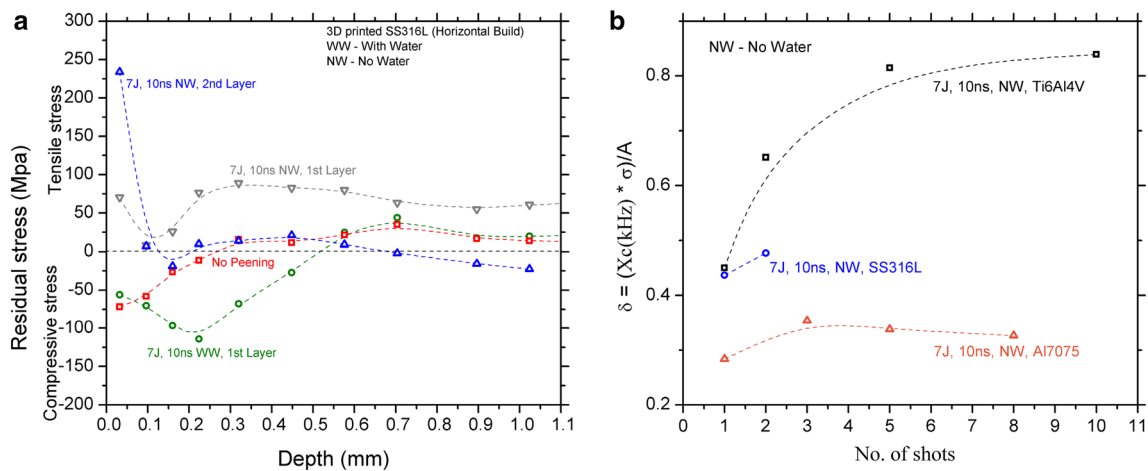 a
3D printed SS316L (Horizontal Build)
WW - With Water
NW - No Water
7J, 10ns NW, 2nd Layer
7J, 10ns NW, 1st Layer
No Peening
7J, 10ns WW, 1st Layer
Residual stress (Mpa)
Tensile stress
Compressive stress
300
250
200
150
100
50
0
-50
-100
-150
-200
0.0 0.1 0.2 0.3 0.4 0.5 0.6 0.7 0.8 0.9 1.0 1.1
Depth (mm)
b
NW - No Water
7J, 10ns, NW, Ti6Al4V
7J, 10ns, NW, SS316L
7J, 10ns, NW, Al7075
δ = (Xc(kHz) * σ)/A
0.8
0.6
0.4
0.2
0 1 2 3 4 5 6 7 8 9 10 11
No. of shots